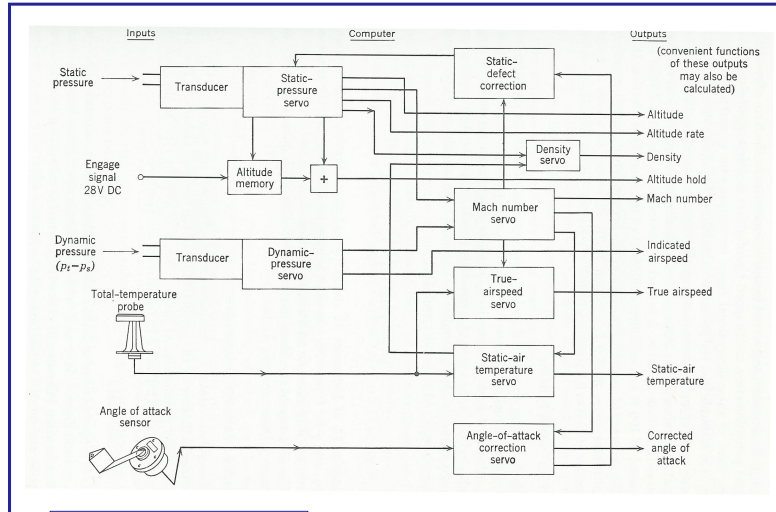 Inputs
Computer
Outputs
(convenient functions
of these outputs
may also be
calculated)
Static
pressure
Transducer
Static-
pressure
servo
Static-
defect
correction
Altitude
Altitude rate
Density
servo
Density
Engage
signal
28V DC
Altitude
memory
+
Altitude hold
Mach number
servo
Mach number
Dynamic
pressure
(pt−ps)
Transducer
Dynamic-
pressure
servo
Indicated
airspeed
True-
airspeed
servo
True airspeed
Total-temperature
probe
Static-air
temperature
servo
Static-air
temperature
Angle of attack
sensor
Angle-of-attack
correction
servo
Corrected
angle of
attack